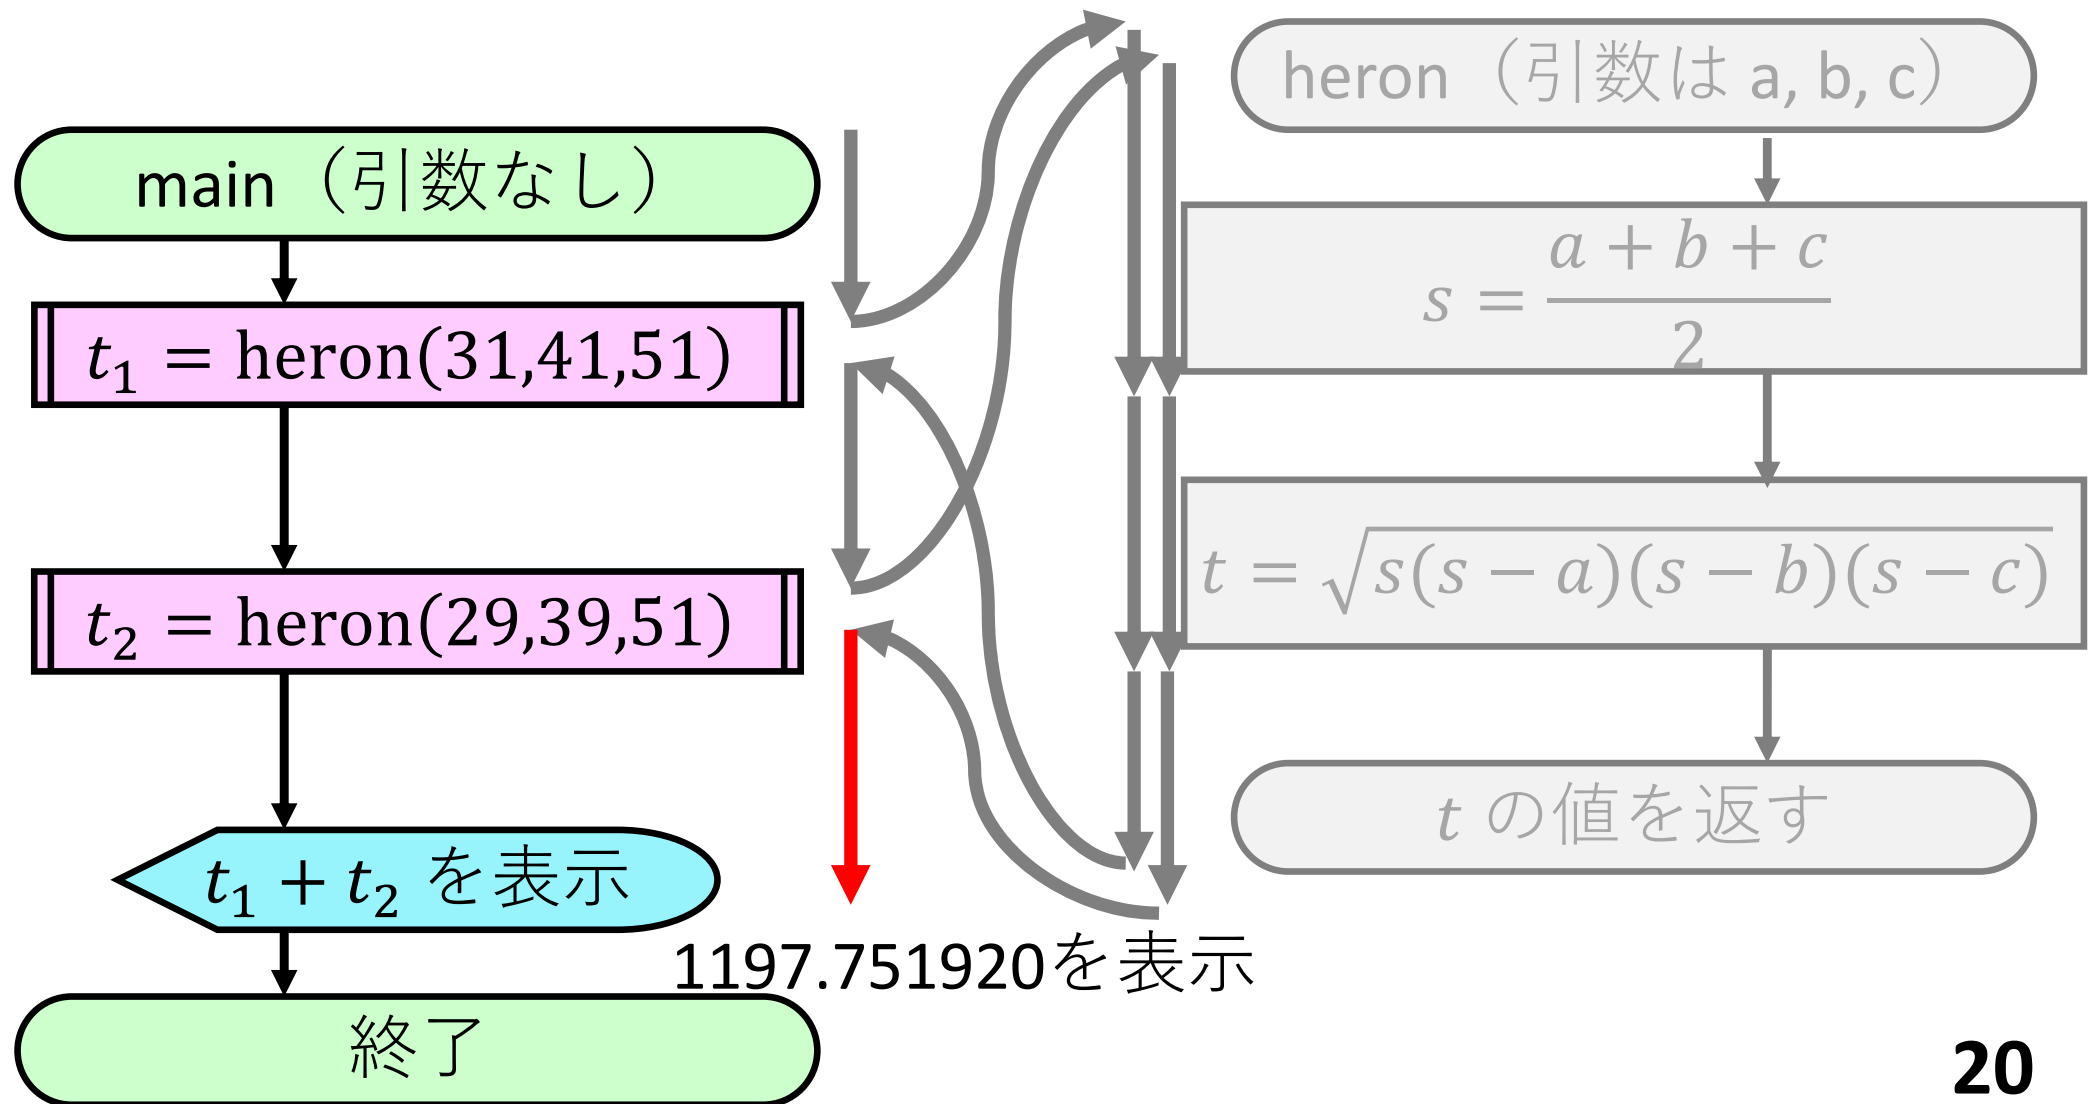 main（引数なし）
t₁ = heron(31,41,51)
t₂ = heron(29,39,51)
t₁ + t₂ を表示
終了
1197.751920を表示
heron（引数は a, b, c）
s = \frac{a + b + c}{2}
t = \sqrt{s(s − a)(s − b)(s − c)}
t の値を返す
20